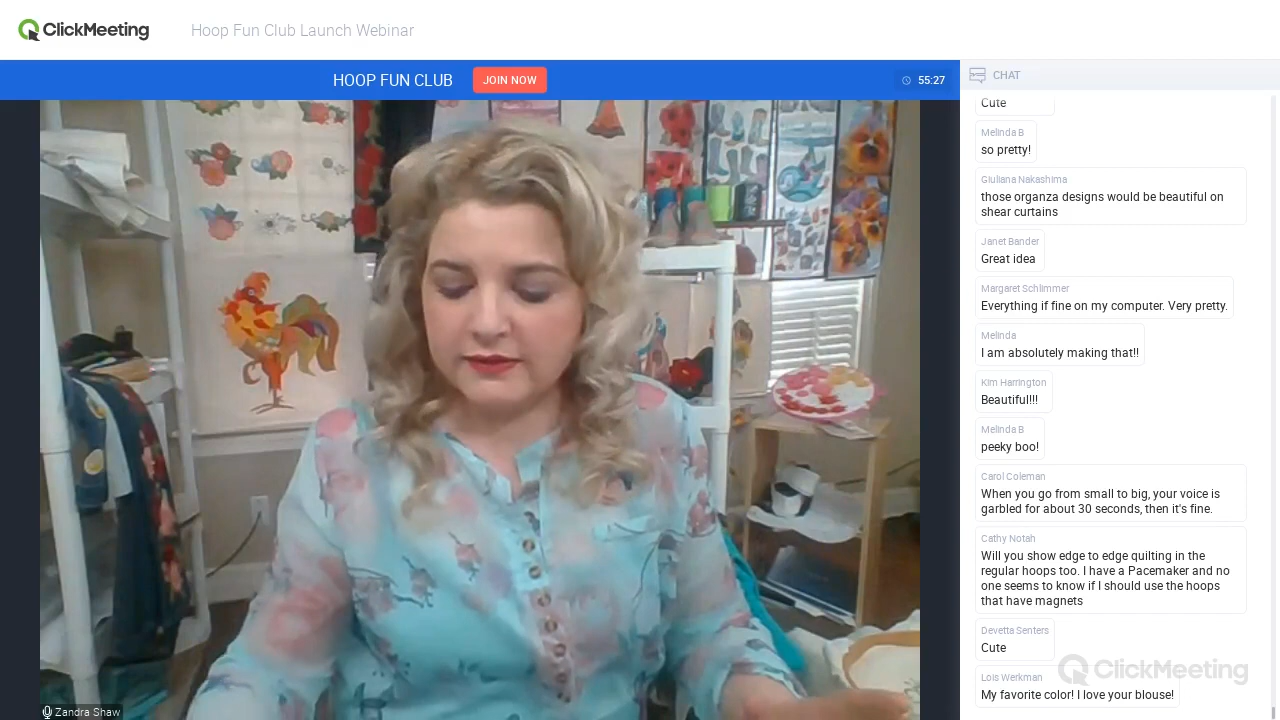 ClickMeeting
Hoop Fun Club Launch Webinar
HOOP FUN CLUB
JOIN NOW
55:27
Zandra Shaw
CHAT
Cute
Melinda B
so pretty!
Giuliana Nakashima
those organza designs would be beautiful on
shear curtains
Janet Bander
Great idea
Margaret Schlimmer
Everything if fine on my computer. Very pretty.
Melinda
I am absolutely making that!!
Kim Harrington
Beautiful!!!
Melinda B
peeky boo!
Carol Coleman
When you go from small to big, your voice is
garbled for about 30 seconds, then it's fine.
Cathy Notah
Will you show edge to edge quilting in the
regular hoops too. I have a Pacemaker and no
one seems to know if I should use the hoops
that have magnets
Devetta Senters
Cute
Lois Werkman
My favorite color! I love your blouse!
ClickMeeting